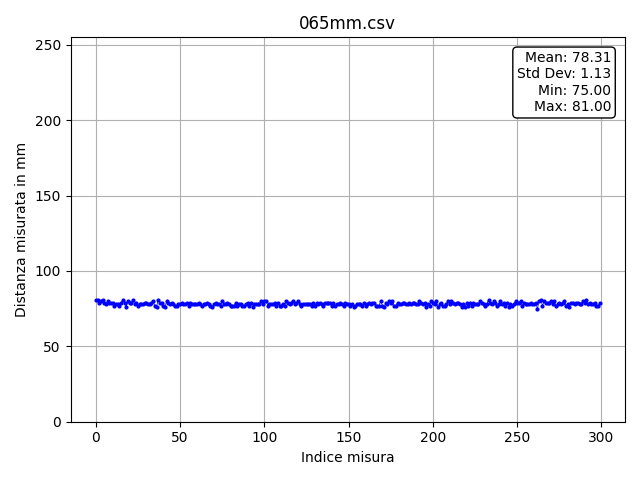 065mm.csv
Mean: 78.31
Std Dev: 1.13
Min: 75.00
Max: 81.00
Distanza misurata in mm
250
200
150
100
50
0
0 50 100 150 200 250 300
Indice misura